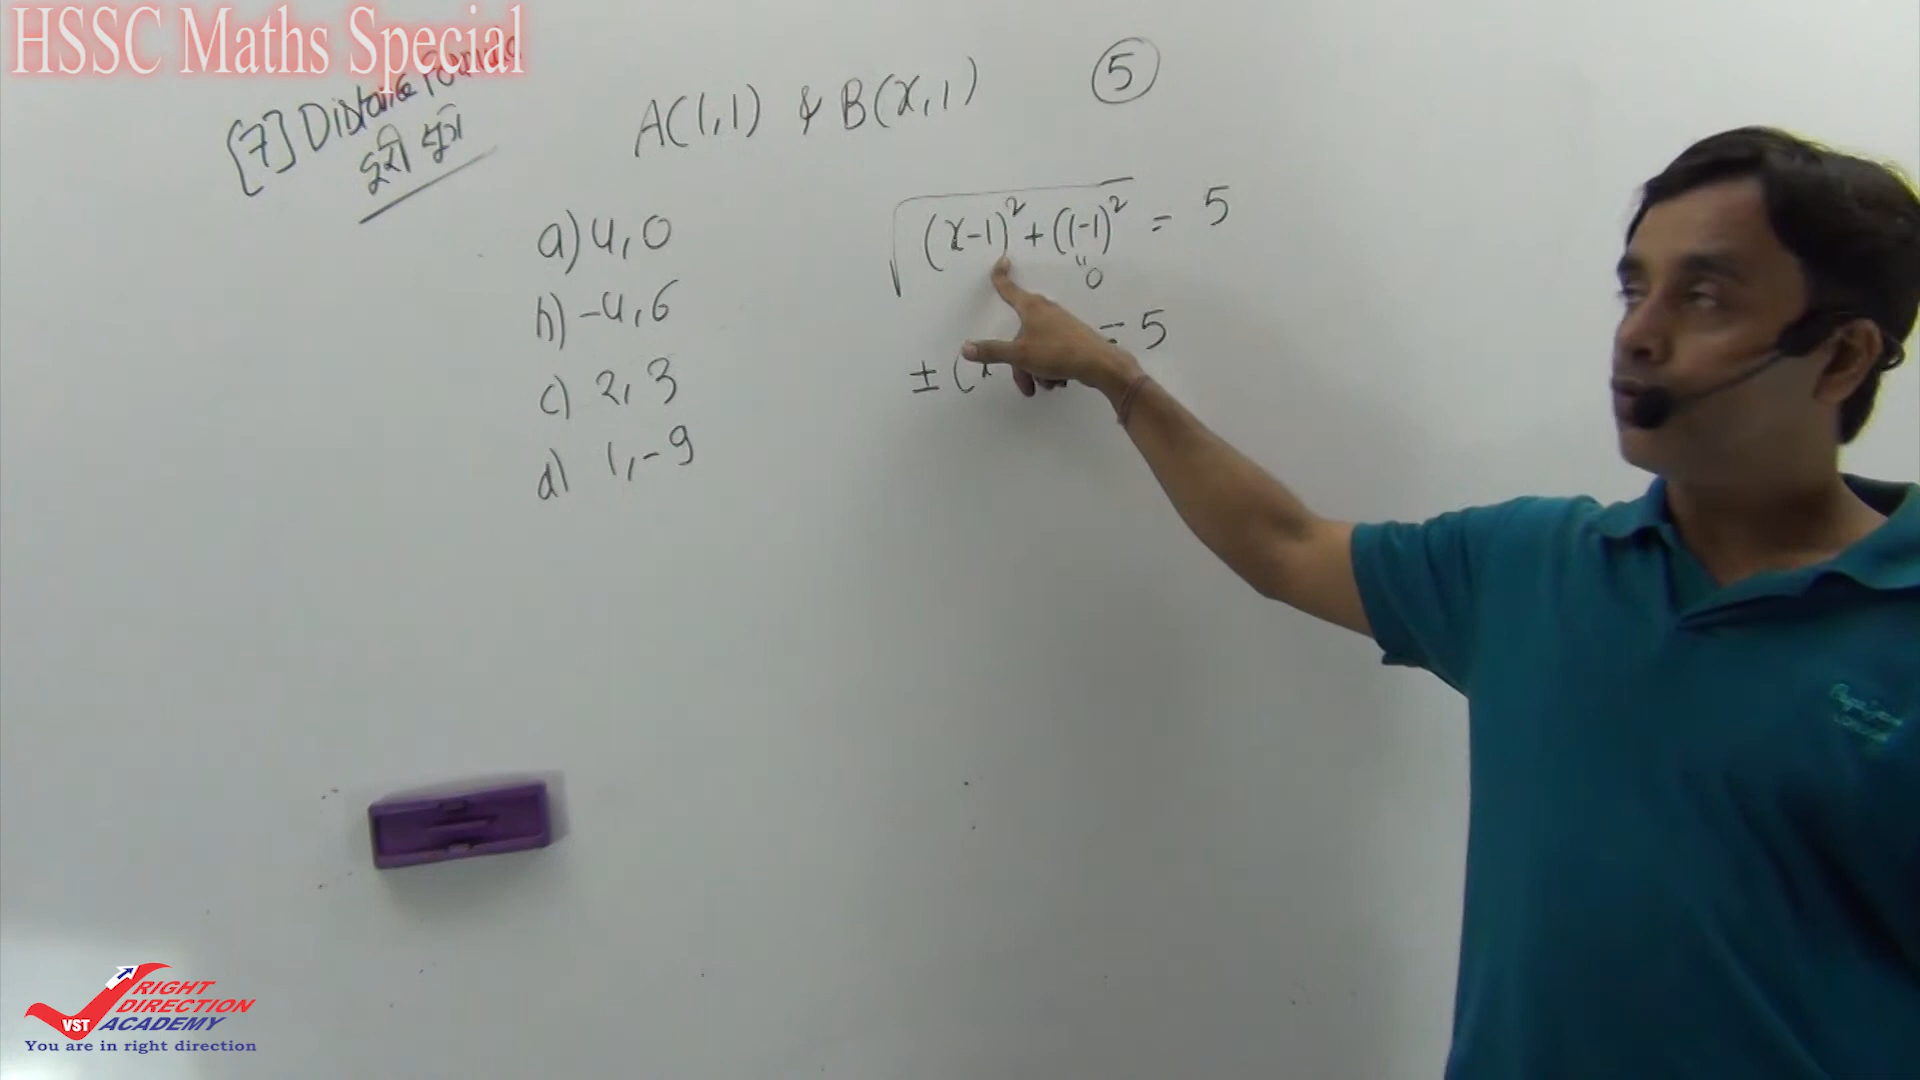 HSSC Maths Special
[7] Distance Formula
दूरी सूत्र
A(1,1) & B(x,1)
5
a) 4,0
b) -4,6
c) 2,3
d) 1,-9
√(x-1)²+(1-1)² = 5
"0
±(x = 5
RIGHT
DIRECTION
VST ACADEMY
You are in right direction